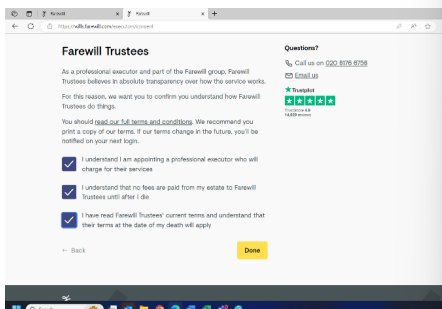 Farewill
Farewill
https://wills.farewill.com/executors/consent
Farewill Trustees
As a professional executor and part of the Farewill group, Farewill
Trustees believes in absolute transparency over how the service works.
For this reason, we want you to confirm you understand how Farewill
Trustees do things.
You should read our full terms and conditions. We recommend you
print a copy of our terms. If our terms change in the future, you'll be
notified on your next login.
I understand I am appointing a professional executor who will
charge for their services
I understand that no fees are paid from my estate to Farewill
Trustees until after I die
I have read Farewill Trustees' current terms and understand that
their terms at the date of my death will apply
← Back
Done
Questions?
Call us on 020 8176 6758
Email us
Trustpilot
TrustScore 4.9